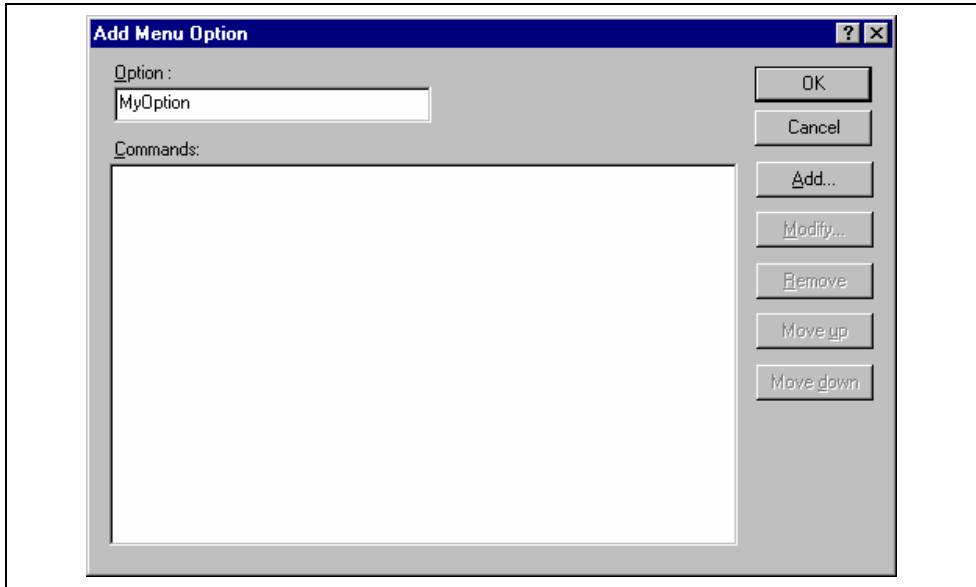 Add Menu Option
Option :
MyOption
Commands:
OK
Cancel
Add...
Modify...
Remove
Move up
Move down